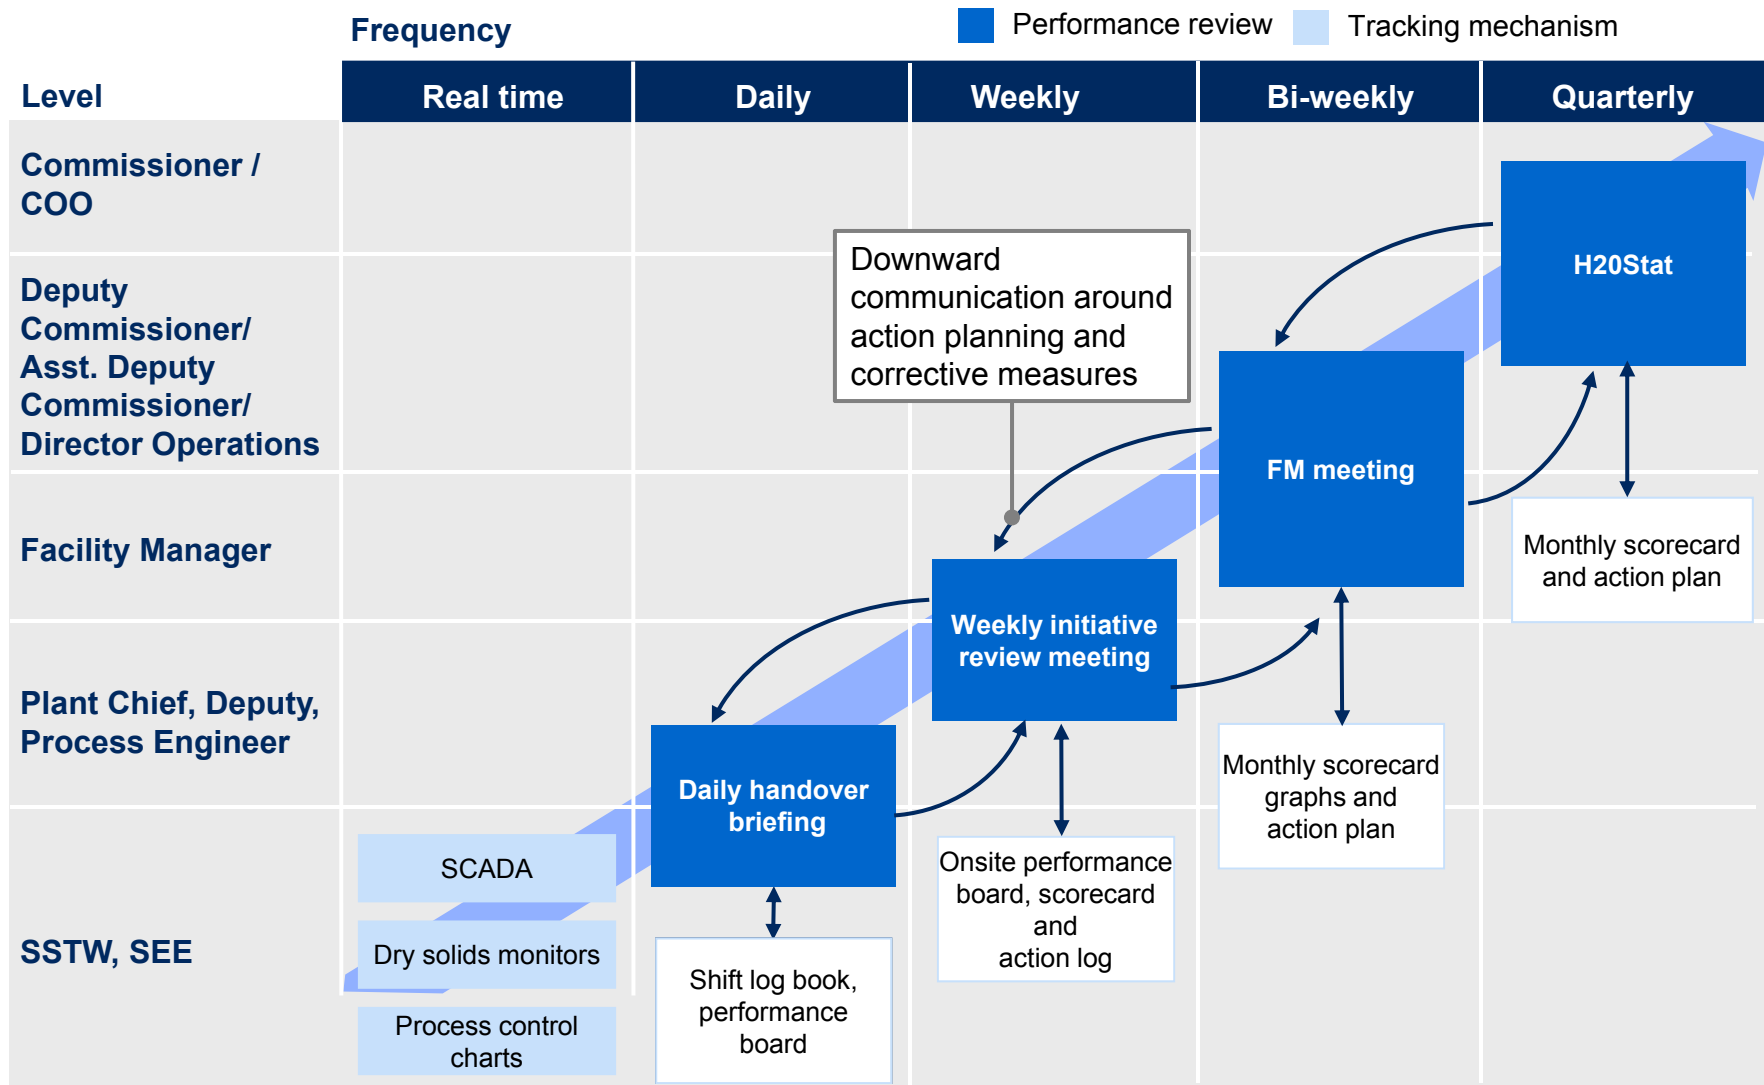 Frequency
Performance review
Tracking mechanism
Level
Real time
Daily
Weekly
Bi-weekly
Quarterly
Commissioner /
COO
H20Stat
Downward
communication around
action planning and
corrective measures
Deputy
Commissioner/
Asst. Deputy
Commissioner/
Director Operations
FM meeting
Facility Manager
Monthly scorecard
and action plan
Weekly initiative
review meeting
Plant Chief, Deputy,
Process Engineer
Daily handover
briefing
Monthly scorecard
graphs and
action plan
SSTW, SEE
SCADA
Dry solids monitors
Process control
charts
Shift log book,
performance
board
Onsite performance
board, scorecard
and
action log